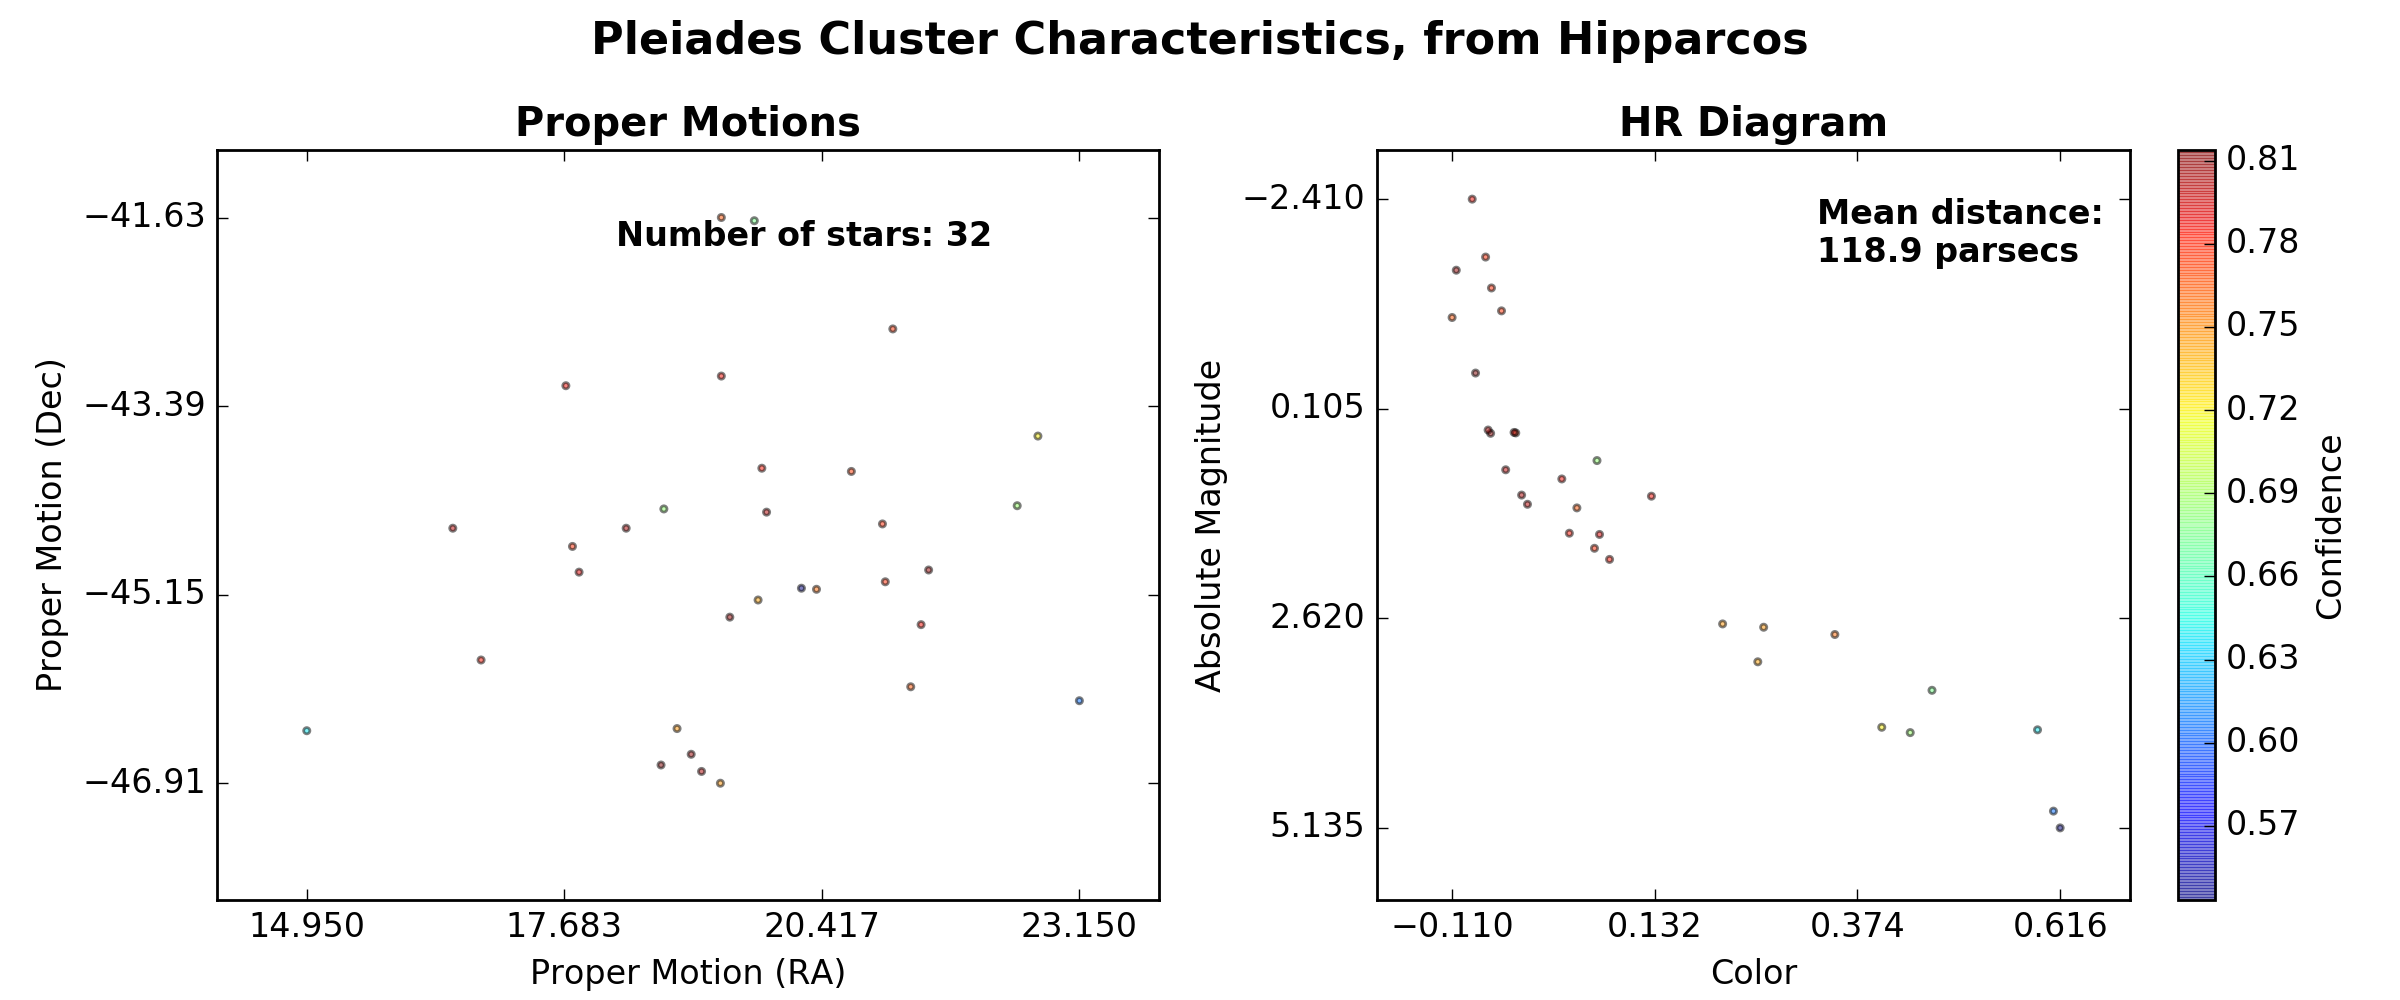 Pleiades Cluster Characteristics, from Hipparcos
Proper Motions
Number of stars: 32
−41.63
−43.39
−45.15
−46.91
Proper Motion (Dec)
14.950 17.683 20.417 23.150
Proper Motion (RA)
HR Diagram
Mean distance:
118.9 parsecs
−2.410
0.105
2.620
5.135
Absolute Magnitude
−0.110 0.132 0.374 0.616
Color
0.81
0.78
0.75
0.72
0.69
0.66
0.63
0.60
0.57
Confidence